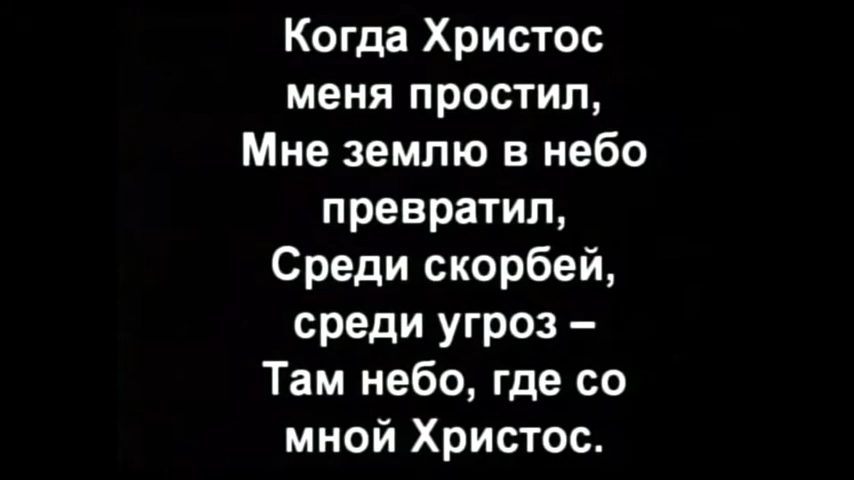 Когда Христос
меня простил,
Мне землю в небо
превратил,
Среди скорбей,
среди угроз –
Там небо, где со
мной Христос.